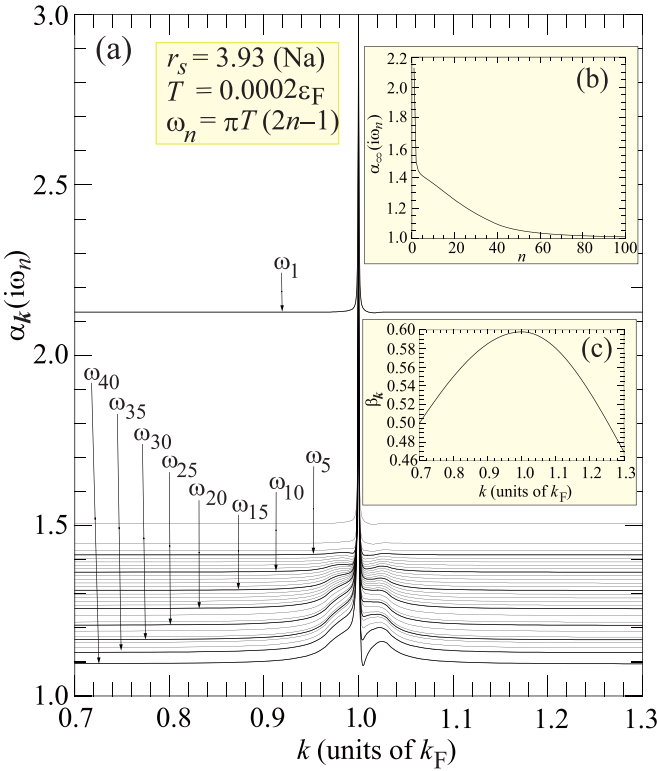 (a)
r_s = 3.93 (Na)
T = 0.0002ε_F
ω_n = πT (2n–1)
(b)
α_∞(iω_n)
2.2
2.0
1.8
1.6
1.4
1.2
1.0
0 20 40 60 80 100
n
(c)
β_k
0.60
0.58
0.56
0.54
0.52
0.50
0.48
0.46
0.7 0.8 0.9 1.0 1.1 1.2 1.3
k (units of k_F)
α_k(iω_n)
3.0
2.5
2.0
1.5
1.0
ω_1
ω_40
ω_35
ω_30
ω_25
ω_20
ω_15
ω_10
ω_5
0.7 0.8 0.9 1.0 1.1 1.2 1.3
k (units of k_F)